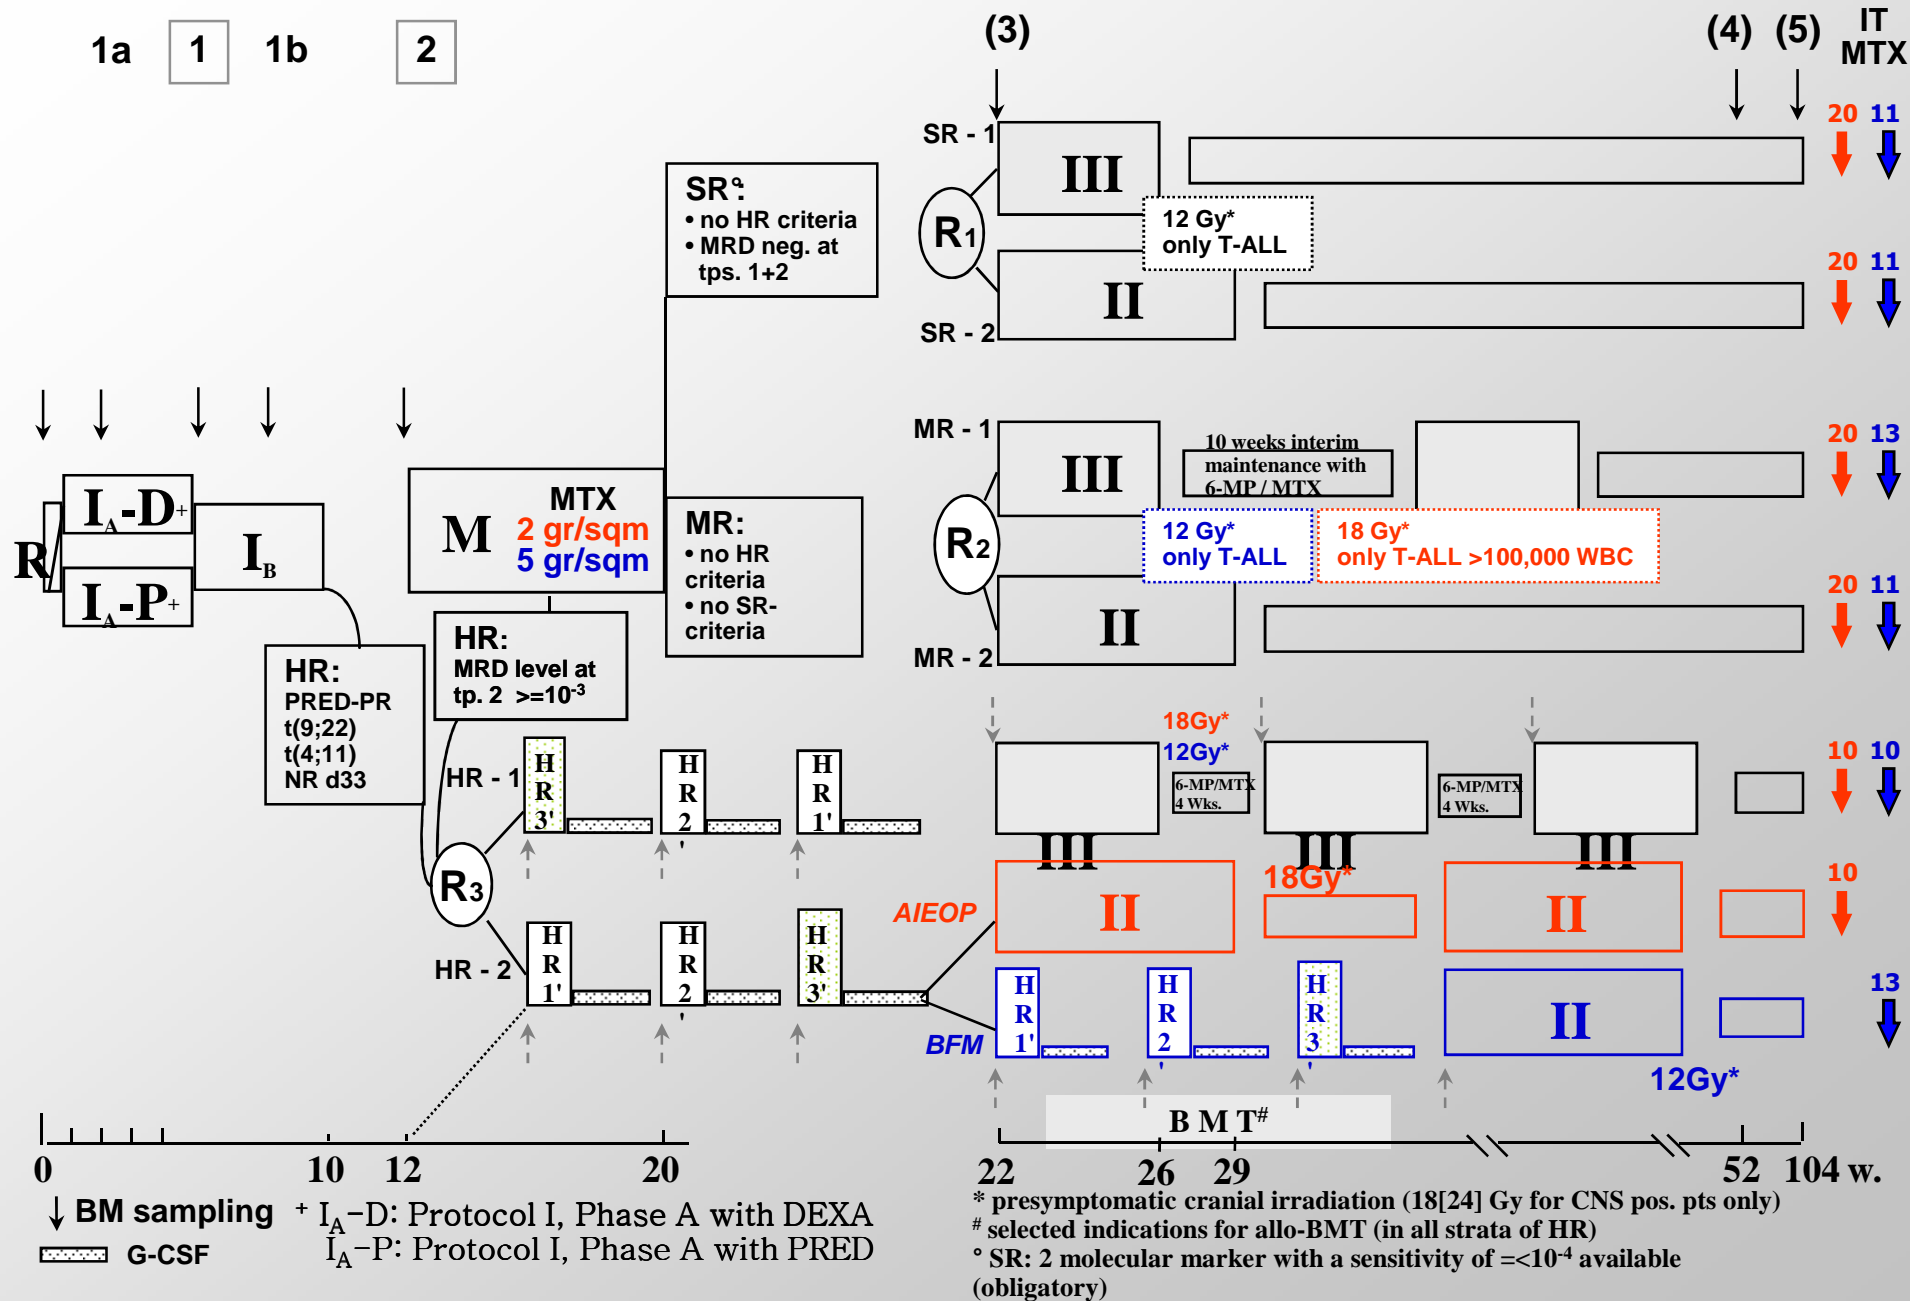 1a 1 1b 2 (3) (4) (5) IT
MTX
20 11
SR - 1
III
SR°:
• no HR criteria
• MRD neg. at
tps. 1+2
R1
12 Gy*
only T-ALL
20 11
II
SR - 2
MR - 1
III
10 weeks interim
maintenance with
6-MP / MTX
20 13
IA-D+
R
IB
IA-P+
M
MTX
2 gr/sqm
5 gr/sqm
MR:
• no HR
criteria
• no SR-
criteria
R2
12 Gy*
only T-ALL
18 Gy*
only T-ALL >100,000 WBC
20 11
II
MR - 2
HR:
PRED-PR
t(9;22)
t(4;11)
NR d33
HR:
MRD level at
tp. 2 >=10-3
HR - 1
H
R
3'
H
R
2
'
H
R
1'
18Gy*
12Gy*
6-MP/MTX
4 Wks.
6-MP/MTX
4 Wks.
10 10
III III III
R3
AIEOP
II
18Gy*
II
10
HR - 2
H
R
1'
H
R
2
'
H
R
3'
BFM
H
R
1'
H
R
2
'
H
R
3
'
II
13
12Gy*
B M T#
0 10 12 20 22 26 29 52 104 w.
BM sampling
G-CSF
+ IA-D: Protocol I, Phase A with DEXA
IA-P: Protocol I, Phase A with PRED
* presymptomatic cranial irradiation (18[24] Gy for CNS pos. pts only)
# selected indications for allo-BMT (in all strata of HR)
° SR: 2 molecular marker with a sensitivity of =<10-4 available
(obligatory)